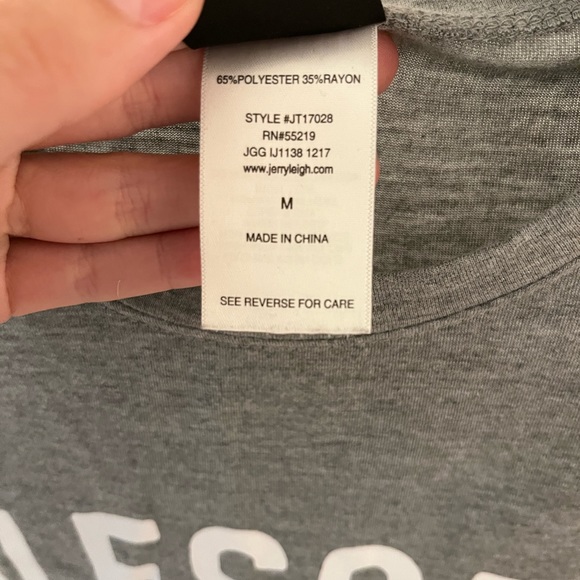 65%POLYESTER 35%RAYON
STYLE #JT17028
RN#55219
JGG IJ1138 1217
www.jerryleigh.com
M
MADE IN CHINA
SEE REVERSE FOR CARE